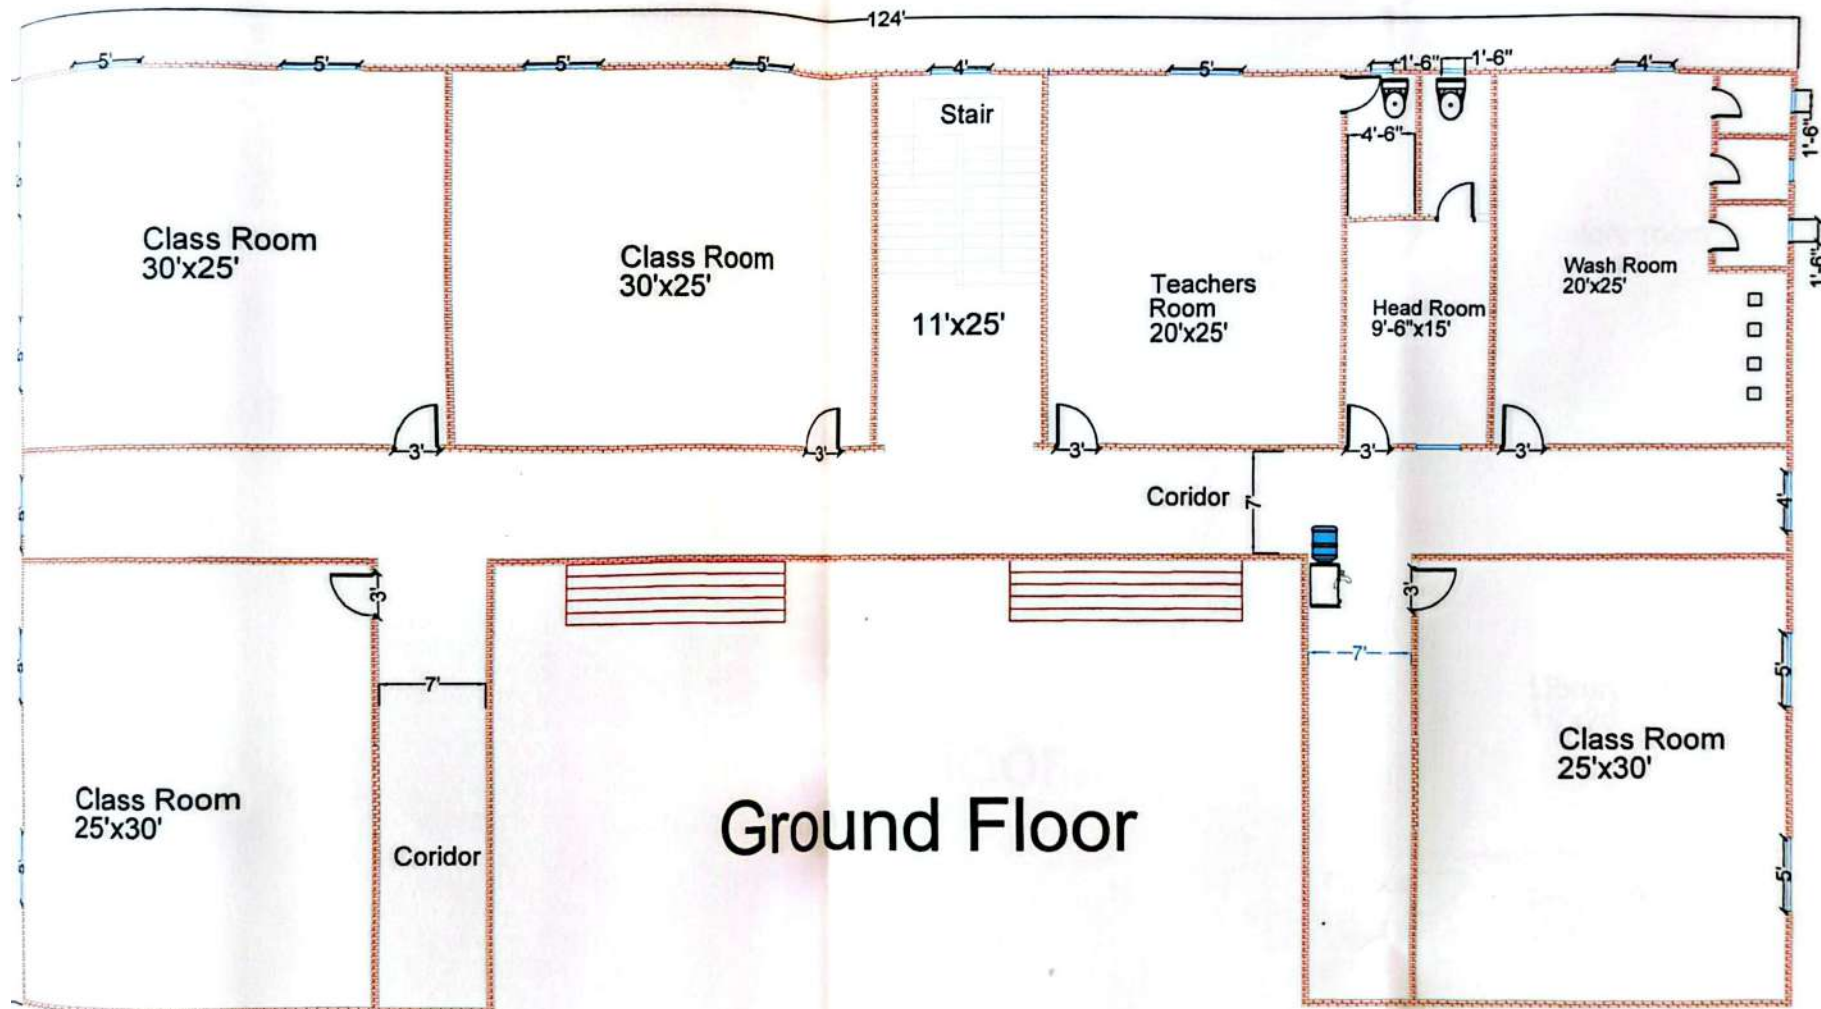 124'
5'
5'
5'
5'
4'
5'
1'-6"
1'-6"
4'
Stair
4'-6"
1'-6"
Class Room
30'x25'
Class Room
30'x25'
11'x25'
Teachers
Room
20'x25'
Head Room
9'-6"x15'
Wash Room
20'x25'
1'-6"
3'
3'
3'
3'
3'
Coridor
7'
4'
3'
3'
7'
7'
5'
Class Room
25'x30'
Class Room
25'x30'
Ground Floor
Coridor
5'